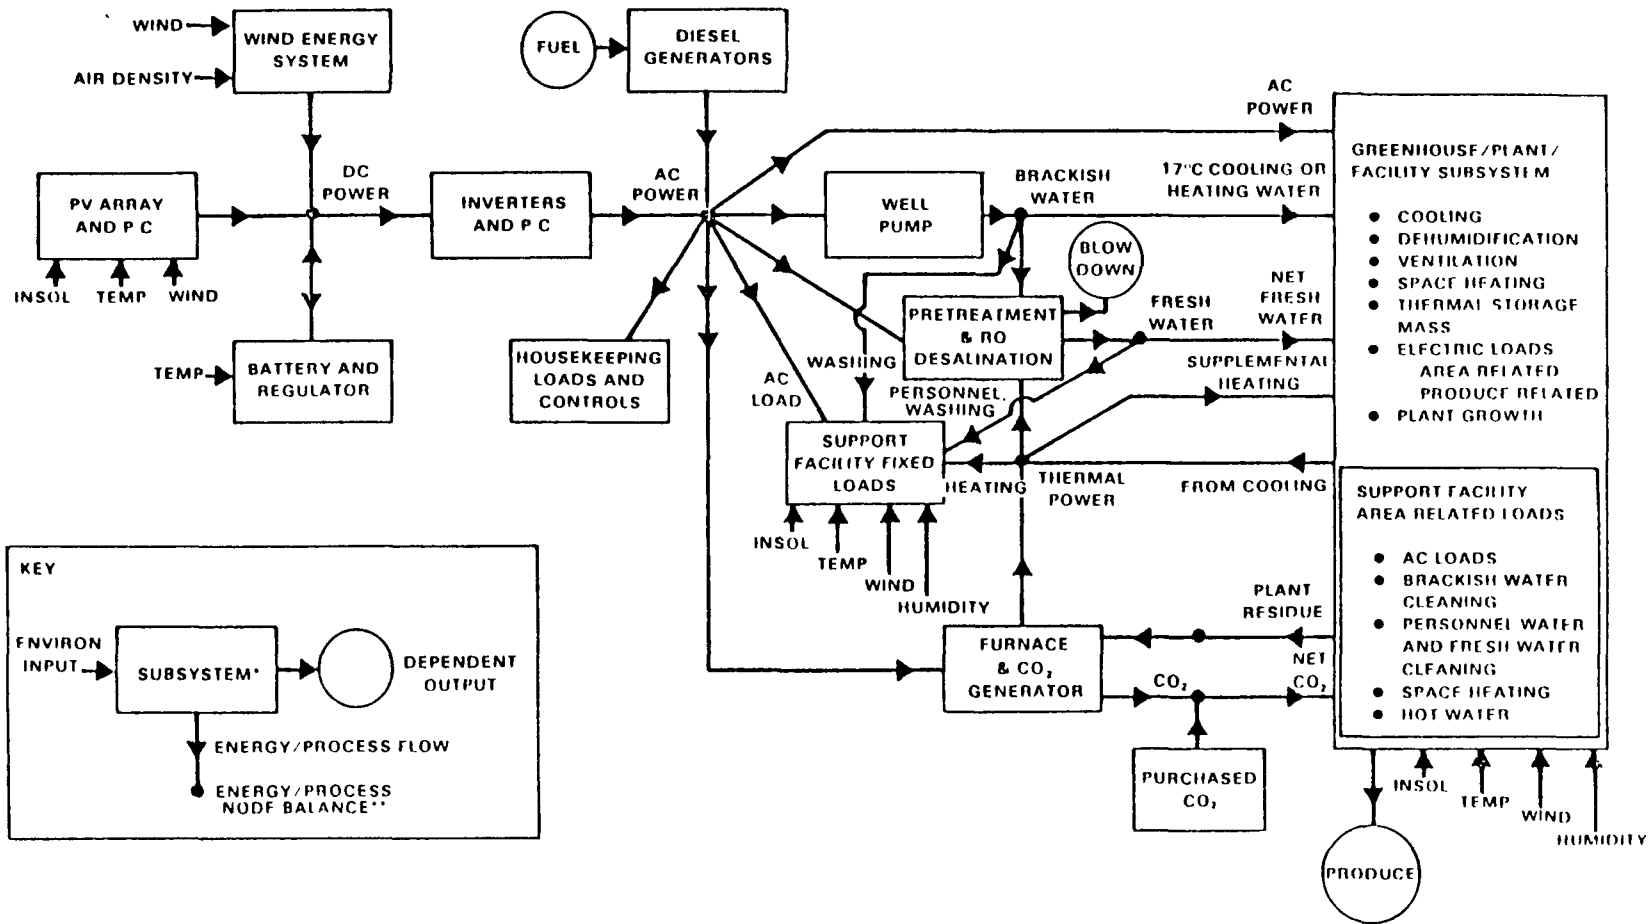 WIND
AIR DENSITY
WIND ENERGY
SYSTEM
FUEL
DIESEL
GENERATORS
AC
POWER
PV ARRAY
AND P C
INSOL
TEMP
WIND
DC
POWER
INVERTERS
AND P C
AC
POWER
WELL
PUMP
BRACKISH
WATER
17°C COOLING OR
HEATING WATER
BLOW
DOWN
TEMP
BATTERY AND
REGULATOR
HOUSEKEEPING
LOADS AND
CONTROLS
AC
LOAD
WASHING
PRETREATMENT
& RO
DESALINATION
FRESH
WATER
NET
FRESH
WATER
SUPPLEMENTAL
HEATING
PERSONNEL,
WASHING
SUPPORT
FACILITY FIXED
LOADS
HEATING
THERMAL
POWER
FROM COOLING
INSOL
TEMP
WIND
HUMIDITY
FURNACE
& CO2
GENERATOR
PLANT
RESIDUE
CO2
NET
CO2
PURCHASED
CO2
GREENHOUSE/PLANT/
FACILITY SUBSYSTEM
● COOLING
● DEHUMIDIFICATION
● VENTILATION
● SPACE HEATING
● THERMAL STORAGE
MASS
● ELECTRIC LOADS
AREA RELATED
PRODUCE RELATED
● PLANT GROWTH
SUPPORT FACILITY
AREA RELATED LOADS
● AC LOADS
● BRACKISH WATER
CLEANING
● PERSONNEL WATER
AND FRESH WATER
CLEANING
● SPACE HEATING
● HOT WATER
INSOL
TEMP
WIND
HUMIDITY
PRODUCE
KEY
ENVIRON
INPUT
SUBSYSTEM*
DEPENDENT
OUTPUT
ENERGY/PROCESS FLOW
ENERGY/PROCESS
NODE BALANCE**